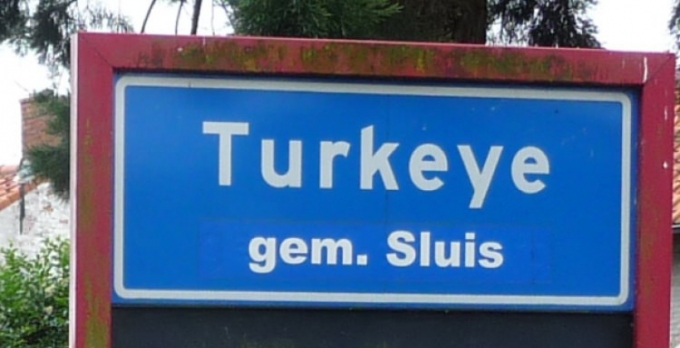 Turkeye
gem. Sluis